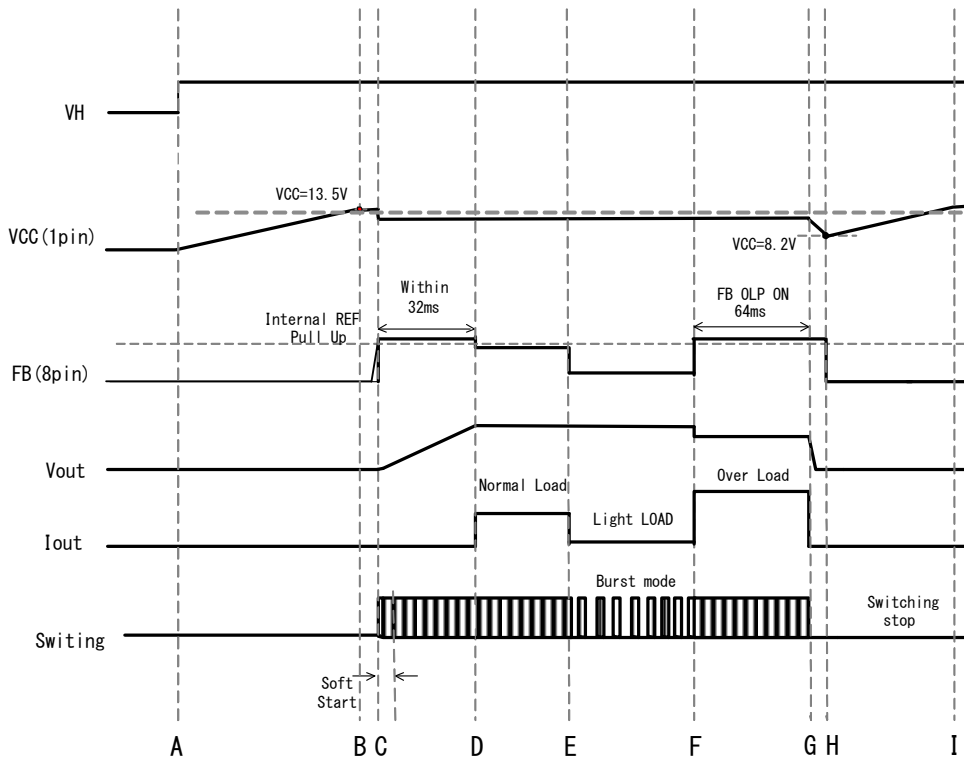 VH
VCC=13.5V
VCC(1pin)
VCC=8.2V
Within
32ms
FB OLP ON
64ms
Internal REF
Pull Up
FB(8pin)
Vout
Normal Load
Over Load
Iout
Light LOAD
Burst mode
Switching
stop
Switing
Soft
Start
A B C D E F G H I